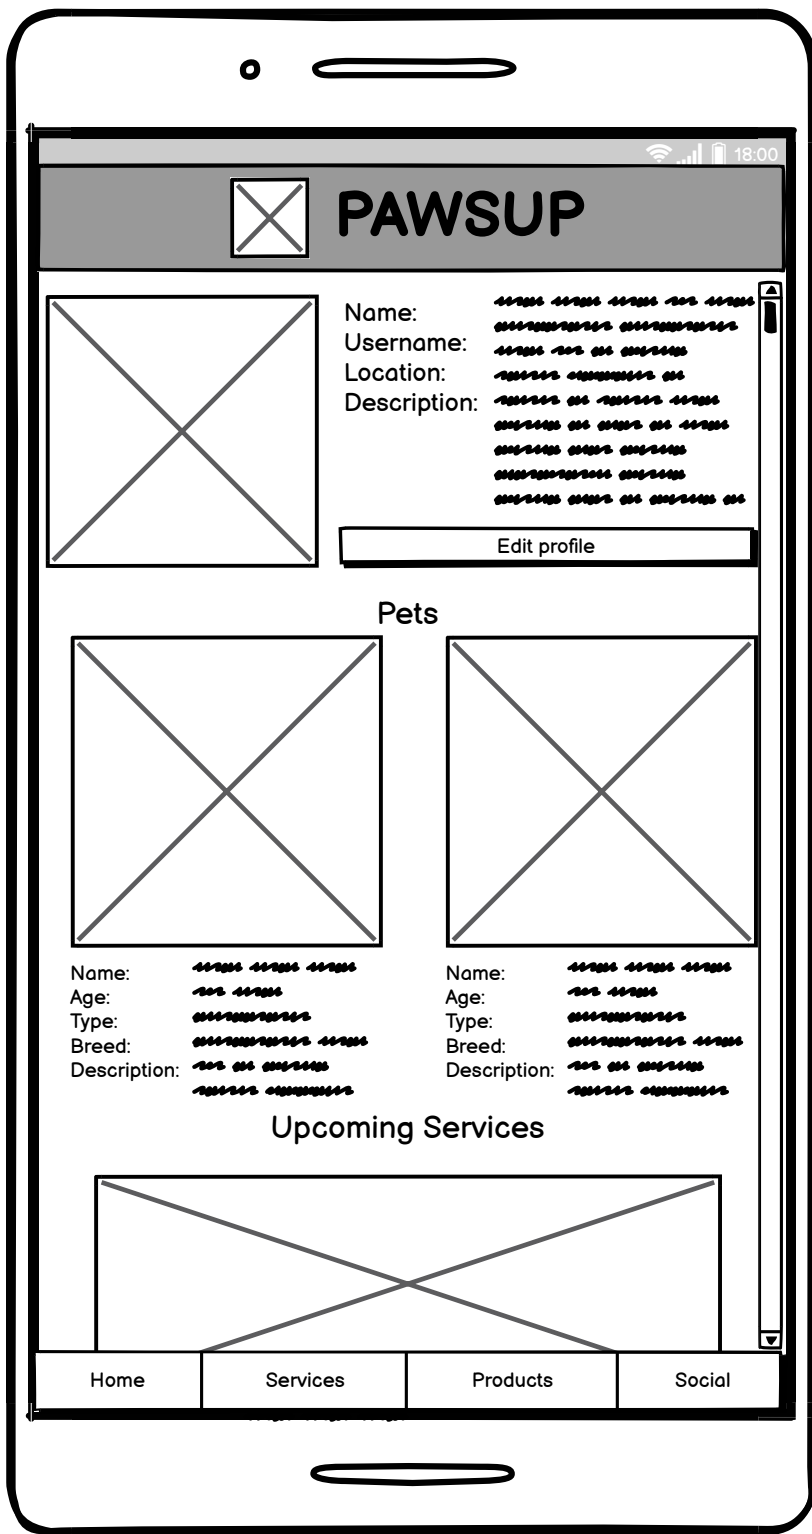 18:00
PAWSUP
Name:
Username:
Location:
Description:
Edit profile
Pets
Name:
Age:
Type:
Breed:
Description:
Name:
Age:
Type:
Breed:
Description:
Upcoming Services
Home Services Products Social